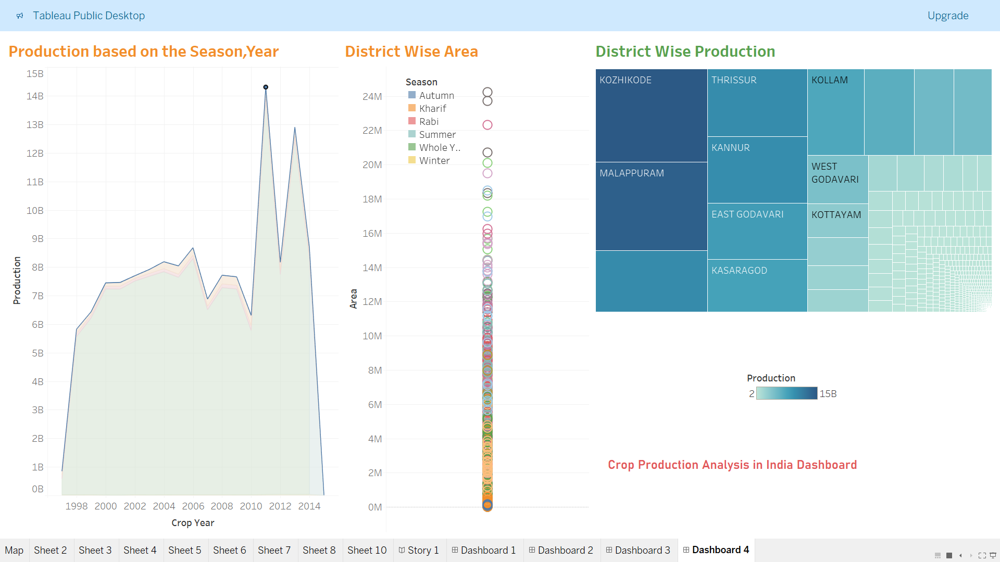 Tableau Public Desktop
Upgrade
Production based on the Season,Year
15B
14B
13B
12B
11B
10B
9B
8B
7B
6B
5B
4B
3B
2B
1B
0B
Production
1998 2000 2002 2004 2006 2008 2010 2012 2014
Crop Year
District Wise Area
Season
Autumn
Kharif
Rabi
Summer
Whole Y..
Winter
24M
22M
20M
18M
16M
14M
12M
10M
8M
6M
4M
2M
0M
Area
District Wise Production
KOZHIKODE
MALAPPURAM
THRISSUR
KANNUR
EAST GODAVARI
KASARAGOD
KOLLAM
WEST
GODAVARI
KOTTAYAM
Production
2 15B
Crop Production Analysis in India Dashboard
Map Sheet 2 Sheet 3 Sheet 4 Sheet 5 Sheet 6 Sheet 7 Sheet 8 Sheet 10 Story 1 Dashboard 1 Dashboard 2 Dashboard 3 Dashboard 4